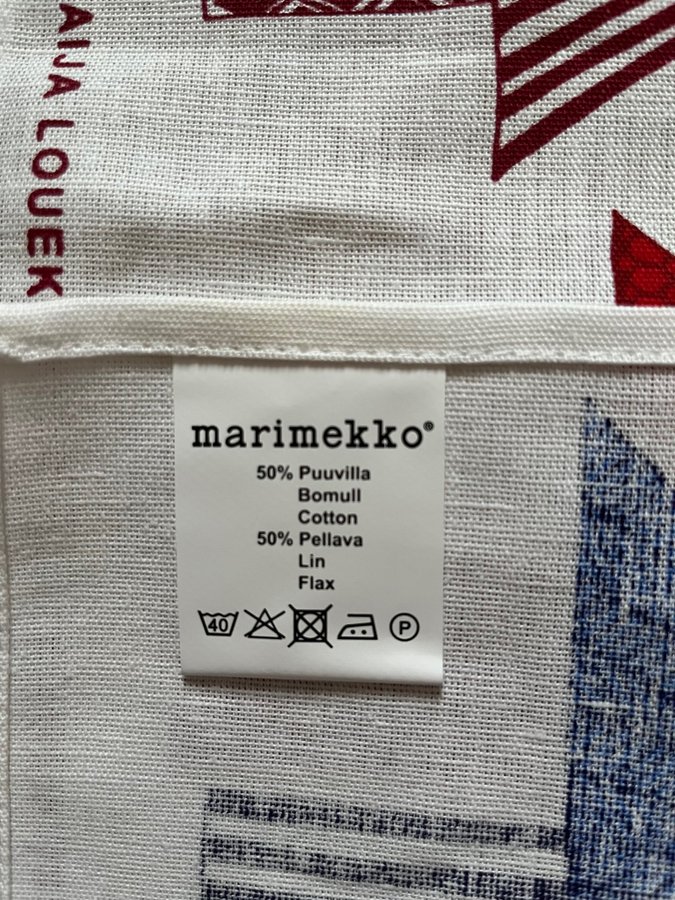 AIJA LOUEK
marimekko®
50% Puuvilla
Bomull
Cotton
50% Pellava
Lin
Flax
40 P